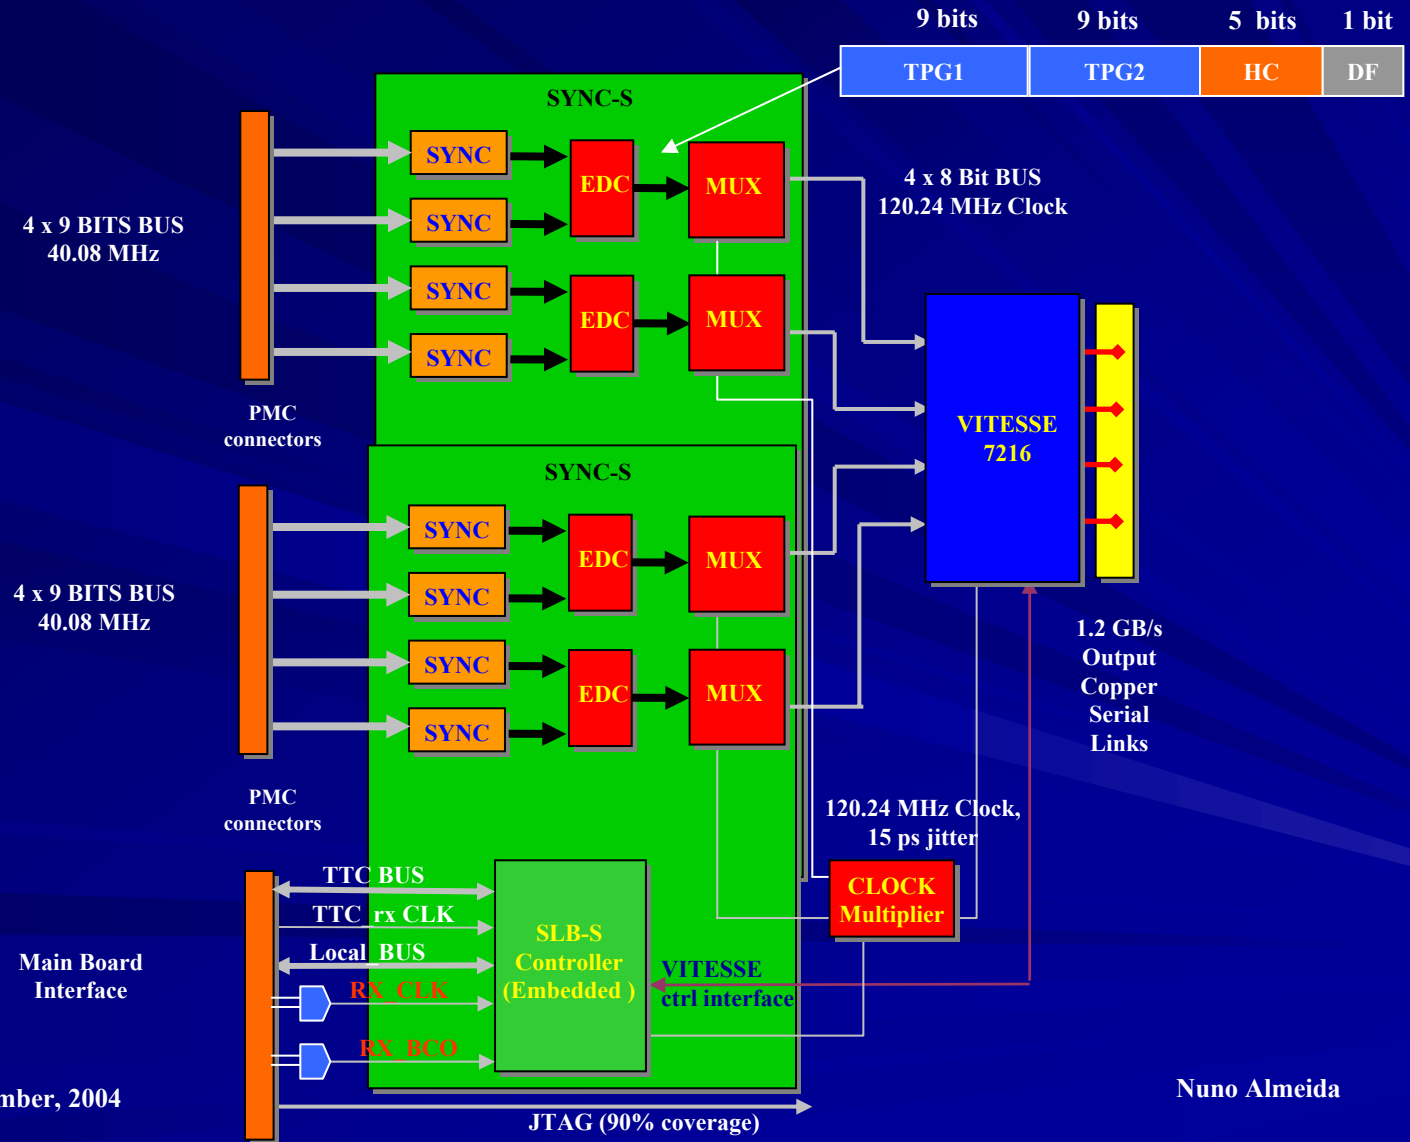 9 bits
9 bits
5 bits
1 bit
TPG1
TPG2
HC
DF
SYNC-S
SYNC
SYNC
SYNC
SYNC
EDC
EDC
MUX
MUX
4 x 9 BITS BUS
40.08 MHz
PMC
connectors
4 x 8 Bit BUS
120.24 MHz Clock
VITESSE
7216
1.2 GB/s
Output
Copper
Serial
Links
SYNC-S
SYNC
SYNC
SYNC
SYNC
EDC
EDC
MUX
MUX
4 x 9 BITS BUS
40.08 MHz
PMC
connectors
120.24 MHz Clock,
15 ps jitter
CLOCK
Multiplier
TTC BUS
TTC_rx CLK
Local_BUS
RX_CLK
RX_BCO
SLB-S
Controller
(Embedded )
VITESSE
ctrl interface
Main Board
Interface
JTAG (90% coverage)
mber, 2004
Nuno Almeida